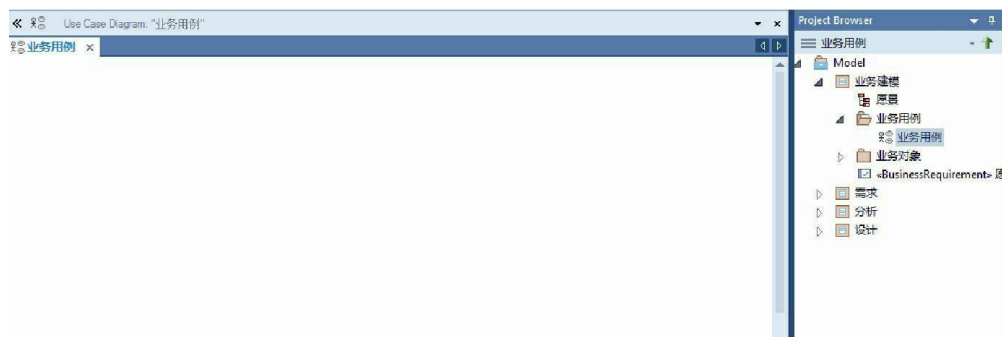 Use Case Diagram: "业务用例"
业务用例
Project Browser
业务用例
Model
业务建模
愿景
业务用例
业务用例
业务对象
«BusinessRequirement» 愿
需求
分析
设计